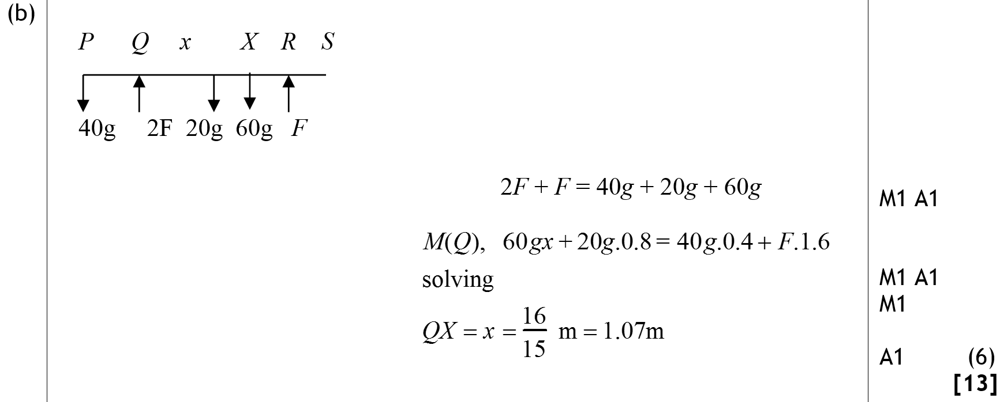 (b)
P Q x X R S
40g 2F 20g 60g F
2F + F = 40g + 20g + 60g
M1 A1
M(Q), 60gx + 20g.0.8 = 40g.0.4 + F.1.6
solving
M1 A1
M1
QX = x = 16/15 m = 1.07m
A1 (6)
[13]